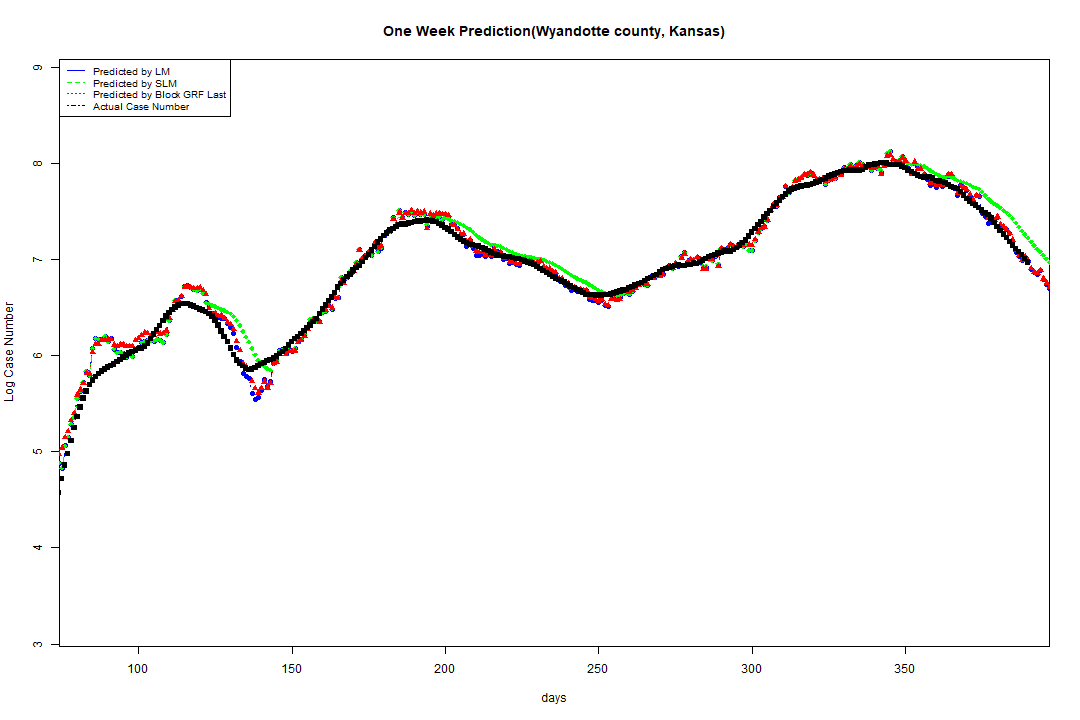 One Week Prediction(Wyandotte county, Kansas)
Predicted by LM
Predicted by SLM
Predicted by Block GRF Last
Actual Case Number
9
8
7
6
5
4
3
Log Case Number
100 150 200 250 300 350
days